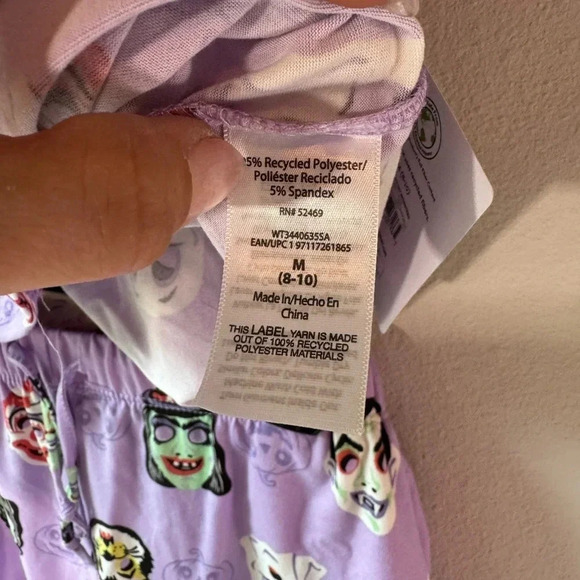 5% Recycled Polyester/
Poliéster Reciclado
5% Spandex
RN# 52469
WT3440635SA
EAN/UPC 1 97117261865
M
(8-10)
Made In/Hecho En
China
THIS LABEL YARN IS MADE
OUT OF 100% RECYCLED
POLYESTER MATERIALS